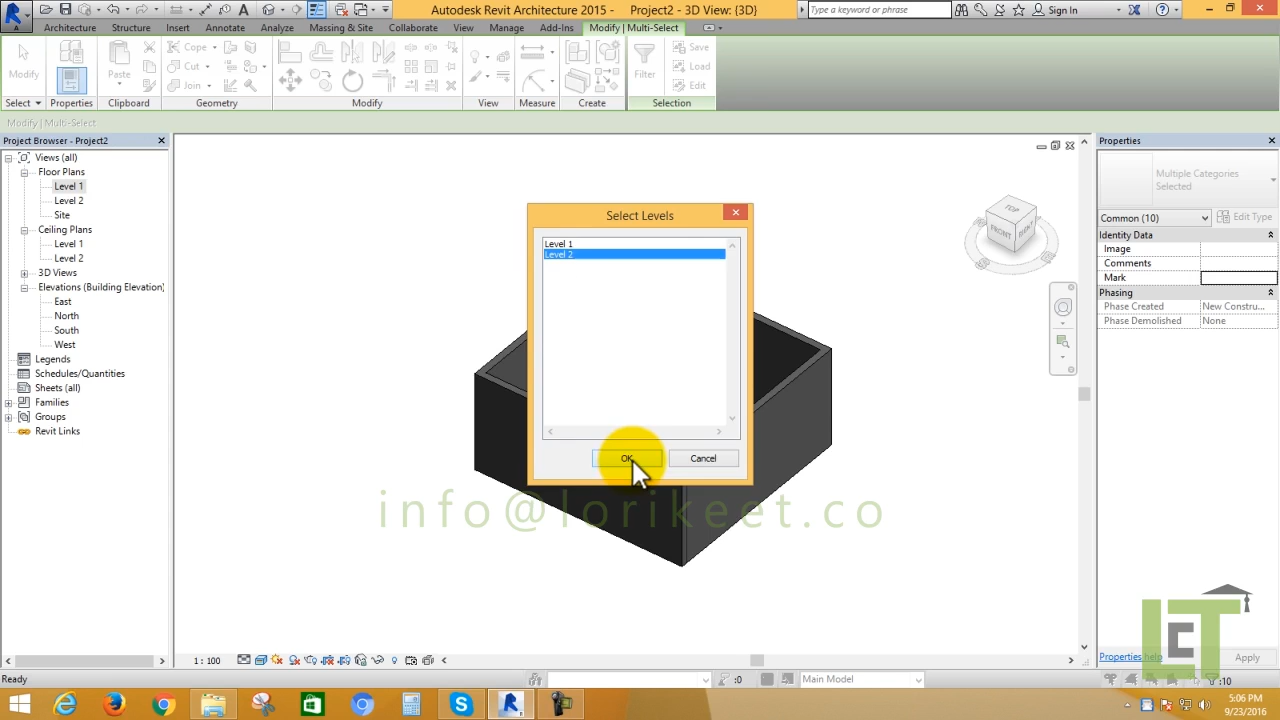 Autodesk Revit Architecture 2015 - Project2 - 3D View: {3D}
Type a keyword or phrase
Sign In
Architecture Structure Insert Annotate Analyze Massing & Site Collaborate View Manage Add-Ins Modify | Multi-Select
Modify
Paste
Cope
Cut
Join
Filter
Save
Load
Edit
Select Properties Clipboard Geometry Modify View Measure Create Selection
Modify | Multi-Select
Project Browser - Project2
Views (all)
Floor Plans
Level 1
Level 2
Site
Ceiling Plans
Level 1
Level 2
3D Views
Elevations (Building Elevation)
East
North
South
West
Legends
Schedules/Quantities
Sheets (all)
Families
Groups
Revit Links
Select Levels
Level 1
Level 2
OK
Cancel
TOP
FRONT
info@lorikeet.co
Properties
Multiple Categories
Selected
Common (10)
Edit Type
Identity Data
Image
Comments
Mark
Phasing
Phase Created New Constru...
Phase Demolished None
Properties help
Apply
LCT
1 : 100
Ready
:0
Main Model
:10
5:06 PM
9/23/2016